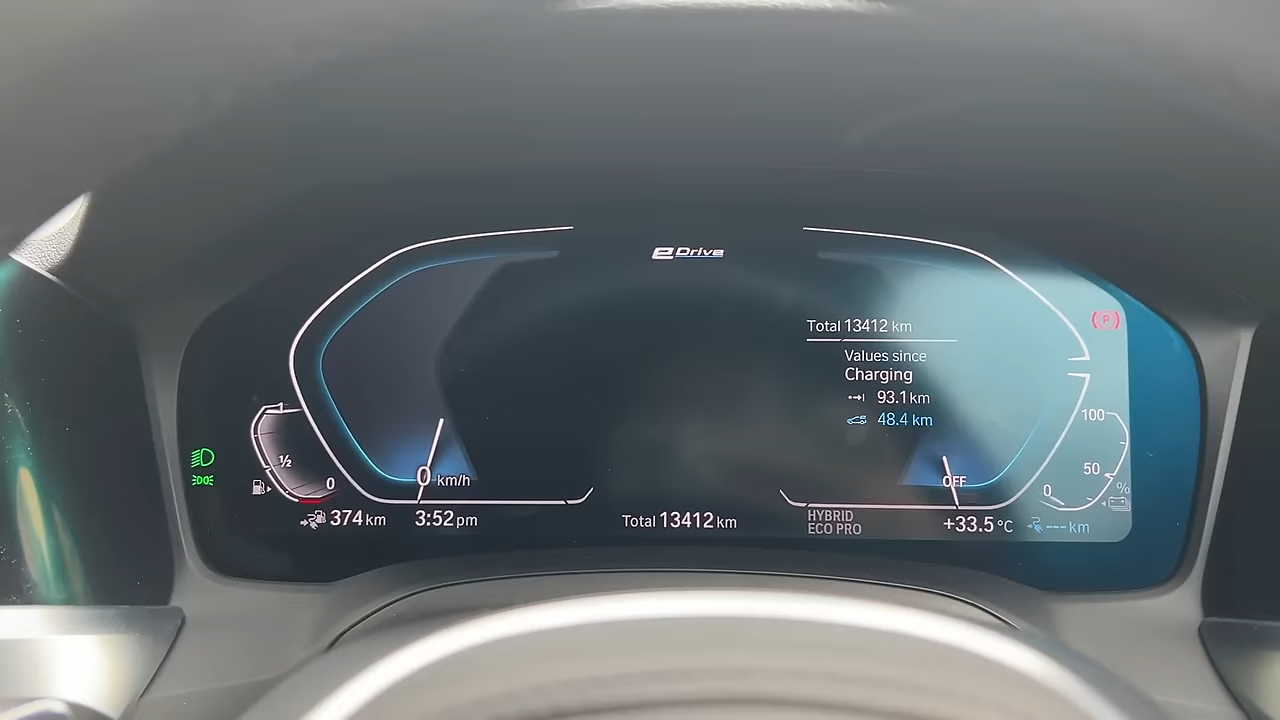 eDrive
Total 13412 km
Values since
Charging
93.1 km
48.4 km
(P)
1
1/2
0
0 km/h
OFF
100
50
0
%
374 km
3:52 pm
Total 13412 km
HYBRID
ECO PRO
+33.5 °C
--- km